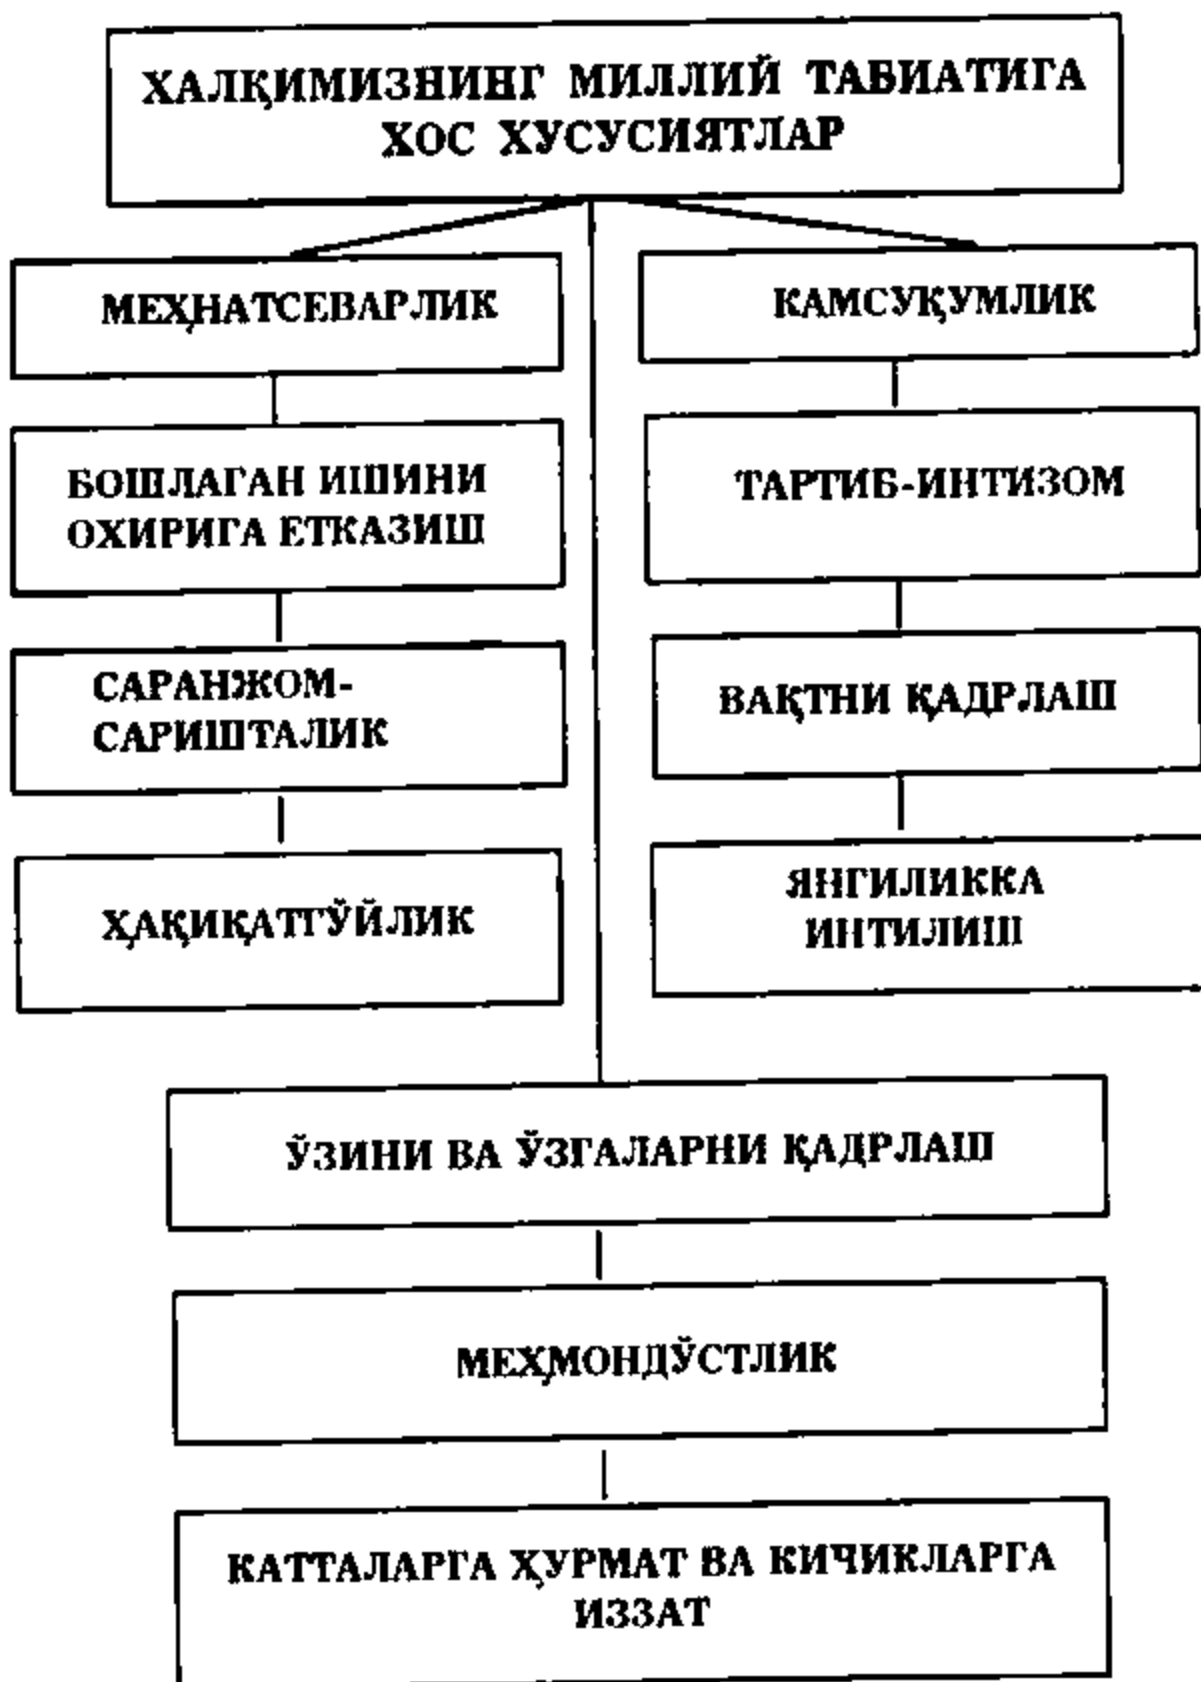 ХАЛҚИМИЗНИНГ МИЛЛИЙ ТАБИАТИГА
ХОС ХУСУСИЯТЛАР
МЕҲНАТСЕВАРЛИК
БОШЛАГАН ИШИНИ
ОХИРИГА ЕТКАЗИШ
САРАНЖОМ-
САРИШТАЛИК
ҲАҚИҚАТГЎЙЛИК
КАМСУҚУМЛИК
ТАРТИБ-ИНТИЗОМ
ВАҚТНИ ҚАДРЛАШ
ЯНГИЛИККА
ИНТИЛИШ
ЎЗИНИ ВА ЎЗГАЛАРНИ ҚАДРЛАШ
МЕҲМОНДЎСТЛИК
КАТТАЛАРГА ҲУРМАТ ВА КИЧИКЛАРГА
ИЗЗАТ